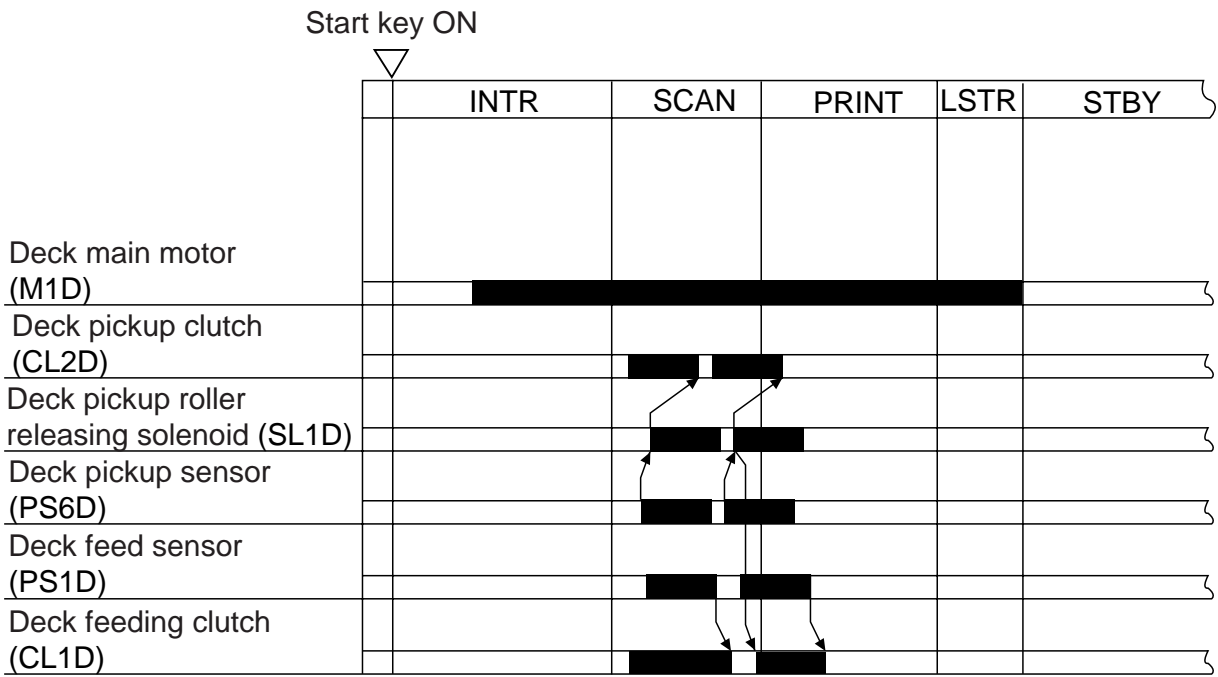 Start key ON
INTR SCAN PRINT LSTR STBY
Deck main motor
(M1D)
Deck pickup clutch
(CL2D)
Deck pickup roller
releasing solenoid (SL1D)
Deck pickup sensor
(PS6D)
Deck feed sensor
(PS1D)
Deck feeding clutch
(CL1D)